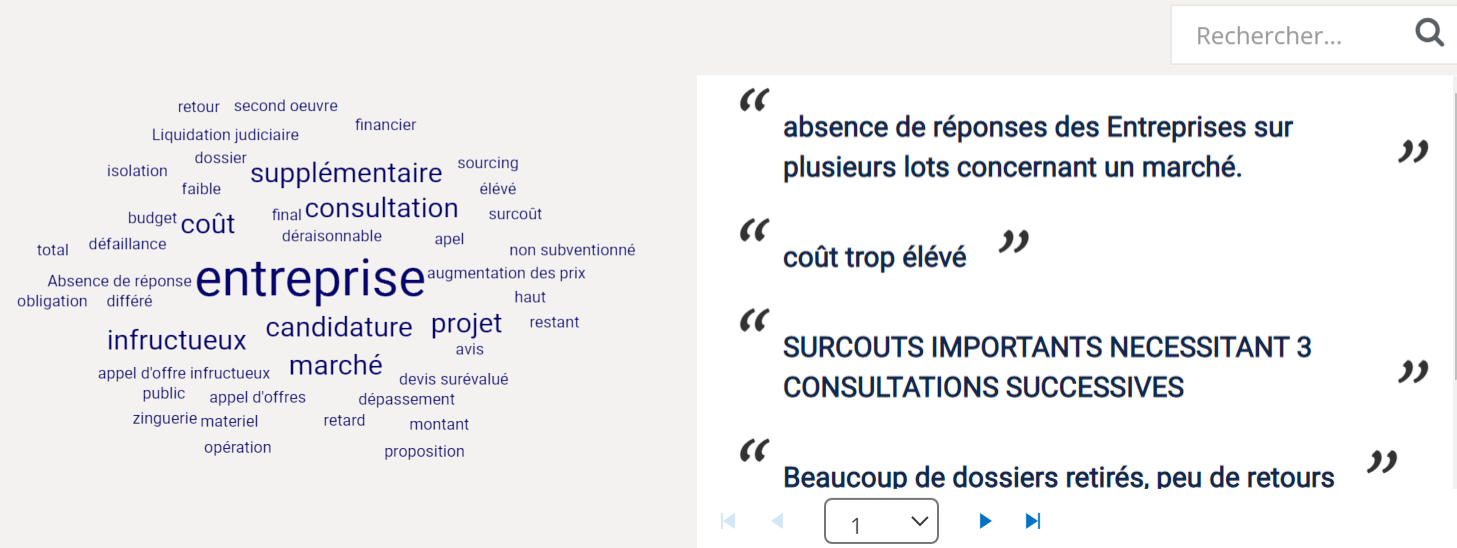 Rechercher...
retour second oeuvre
financier
Liquidation judiciaire
dossier
isolation
supplémentaire
sourcing
faible
élévé
budget
coût
final
consultation
surcoût
total
défaillance
déraisonnable
apel
non subventionné
Absence de réponse
entreprise
augmentation des prix
obligation
différé
haut
infructueux
candidature
projet
restant
marché
avis
appel d'offre infructueux
devis surévalué
public
appel d'offres
dépassement
zinguerie
materiel
retard
montant
opération
proposition
“ absence de réponses des Entreprises sur
plusieurs lots concernant un marché. ”
“ coût trop élévé ”
“ SURCOUTS IMPORTANTS NECESSITANT 3
CONSULTATIONS SUCCESSIVES ”
“ Beaucoup de dossiers retirés, peu de retours ”
1